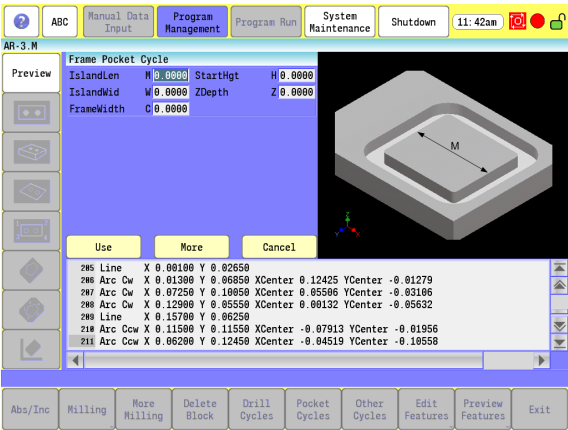 ?
ABC
Manual Data Input
Program Management
Program Run
System Maintenance
Shutdown
11:42am
AR-3.M
Preview
Frame Pocket Cycle
IslandLen M 0.0000 StartHgt H 0.0000
IslandWid W 0.0000 ZDepth Z 0.0000
FrameWidth C 0.0000
M
Z
Y X
Use More Cancel
205 Line X 0.00100 Y 0.02650
206 Arc Cw X 0.01300 Y 0.06850 XCenter 0.12425 YCenter -0.01279
207 Arc Cw X 0.07250 Y 0.10050 XCenter 0.05506 YCenter -0.03106
208 Arc Cw X 0.12900 Y 0.05550 XCenter 0.00132 YCenter -0.05632
209 Line X 0.15700 Y 0.06250
210 Arc Ccw X 0.11500 Y 0.11550 XCenter -0.07913 YCenter -0.01956
211 Arc Ccw X 0.06200 Y 0.12450 XCenter -0.04519 YCenter -0.10558
Abs/Inc
Milling
More Milling
Delete Block
Drill Cycles
Pocket Cycles
Other Cycles
Edit Features
Preview Features
Exit